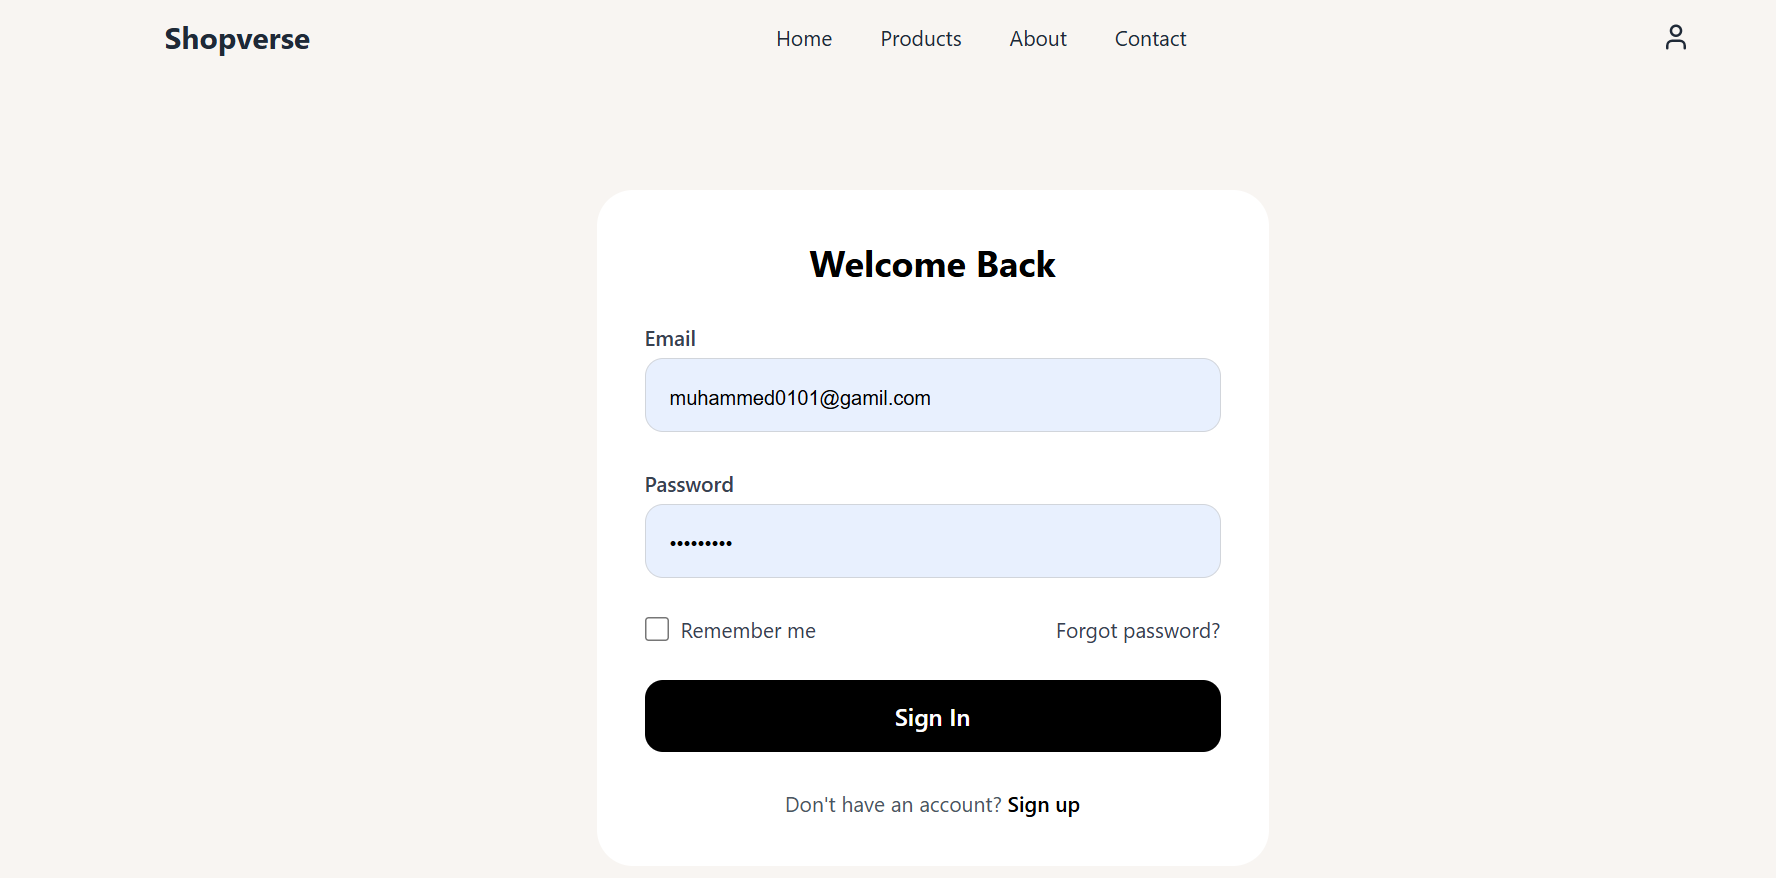 Shopverse
Home Products About Contact
Welcome Back
Email
muhammed0101@gamil.com
Password
•••••••••
Remember me Forgot password?
Sign In
Don't have an account? Sign up